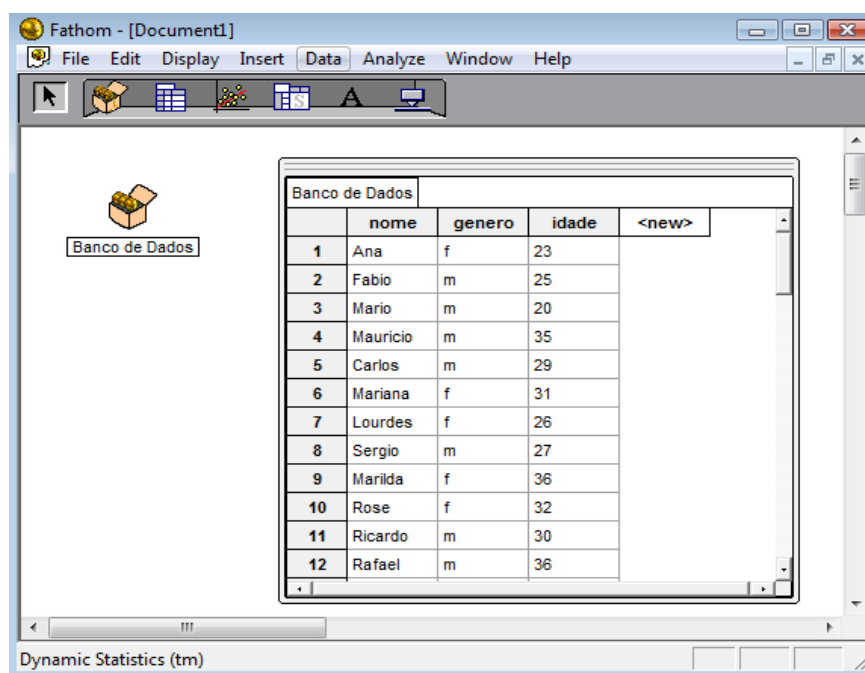 Fathom - [Document1]
File Edit Display Insert Data Analyze Window Help
S A
Banco de Dados
Banco de Dados
nome genero idade <new>
1 Ana f 23
2 Fabio m 25
3 Mario m 20
4 Mauricio m 35
5 Carlos m 29
6 Mariana f 31
7 Lourdes f 26
8 Sergio m 27
9 Marilda f 36
10 Rose f 32
11 Ricardo m 30
12 Rafael m 36
Dynamic Statistics (tm)